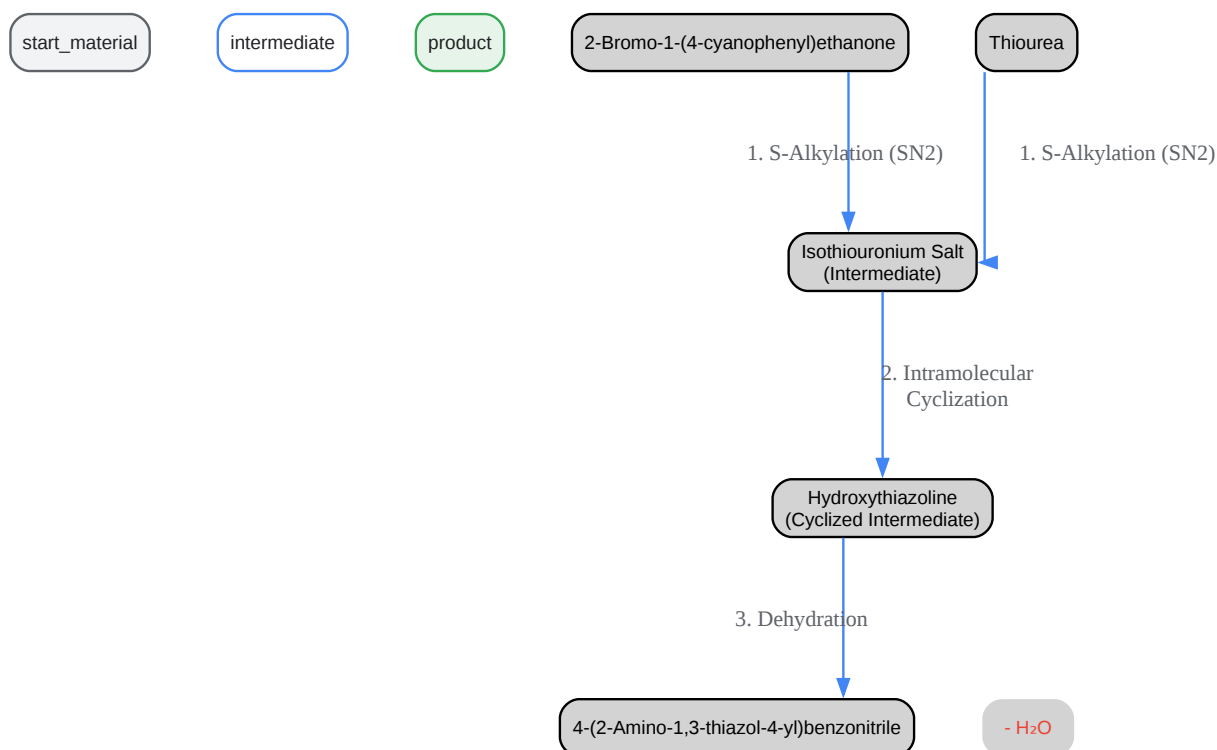 start_material
intermediate
product
2-Bromo-1-(4-cyanophenyl)ethanone
Thiourea
1. S-Alkylation (SN2)
1. S-Alkylation (SN2)
Isothiouronium Salt
(Intermediate)
2. Intramolecular
Cyclization
Hydroxythiazoline
(Cyclized Intermediate)
3. Dehydration
4-(2-Amino-1,3-thiazol-4-yl)benzonitrile
- H₂O